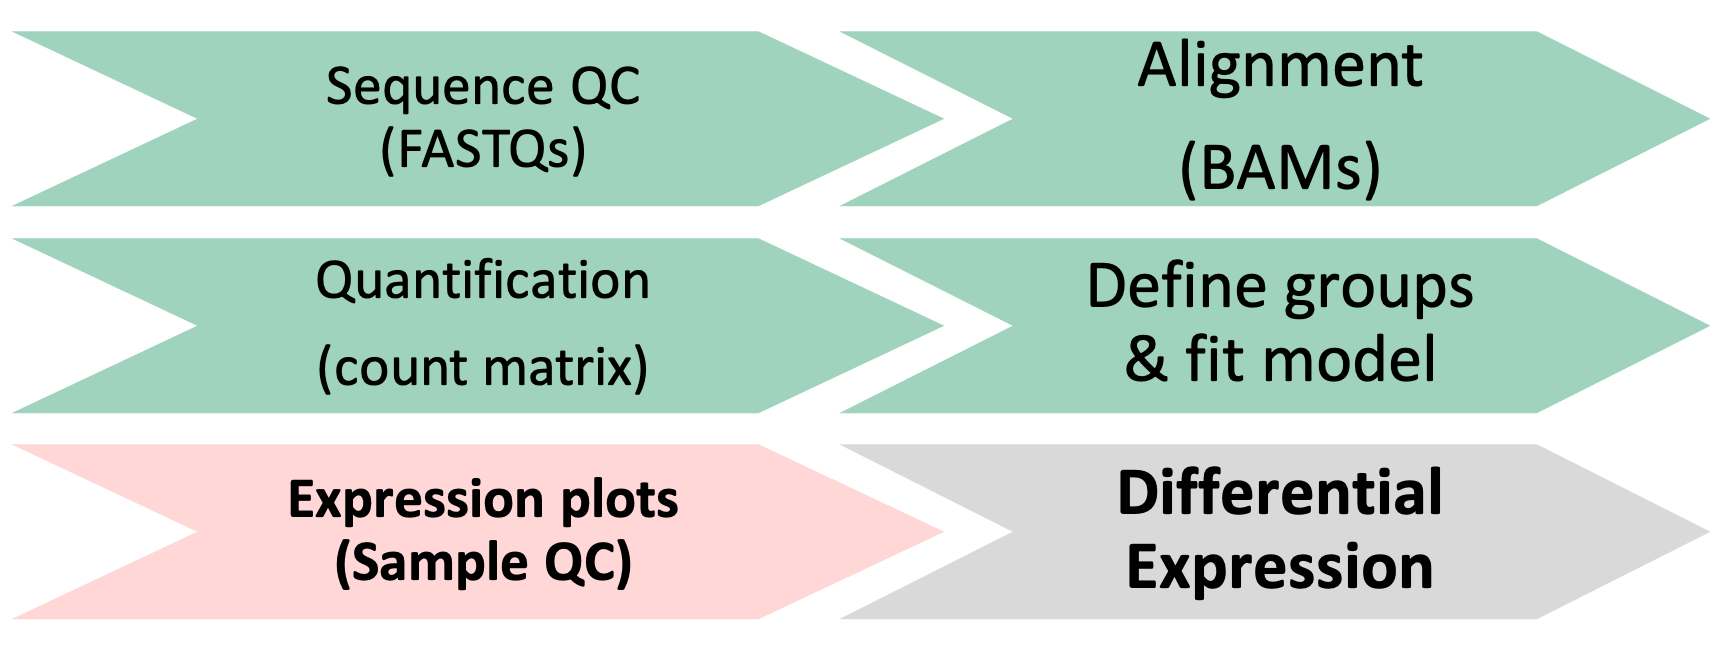 Sequence QC
(FASTQs)
Alignment
(BAMs)
Quantification
(count matrix)
Define groups
& fit model
Expression plots
(Sample QC)
Differential
Expression